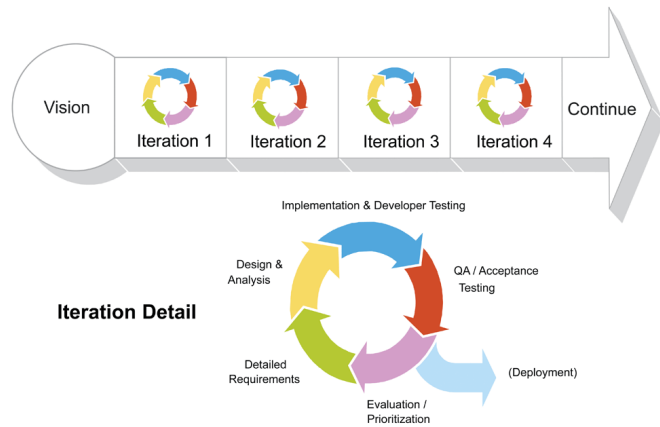 Vision
Iteration 1
Iteration 2
Iteration 3
Iteration 4
Continue
Implementation & Developer Testing
Design &
Analysis
QA / Acceptance
Testing
Iteration Detail
Detailed
Requirements
(Deployment)
Evaluation /
Prioritization